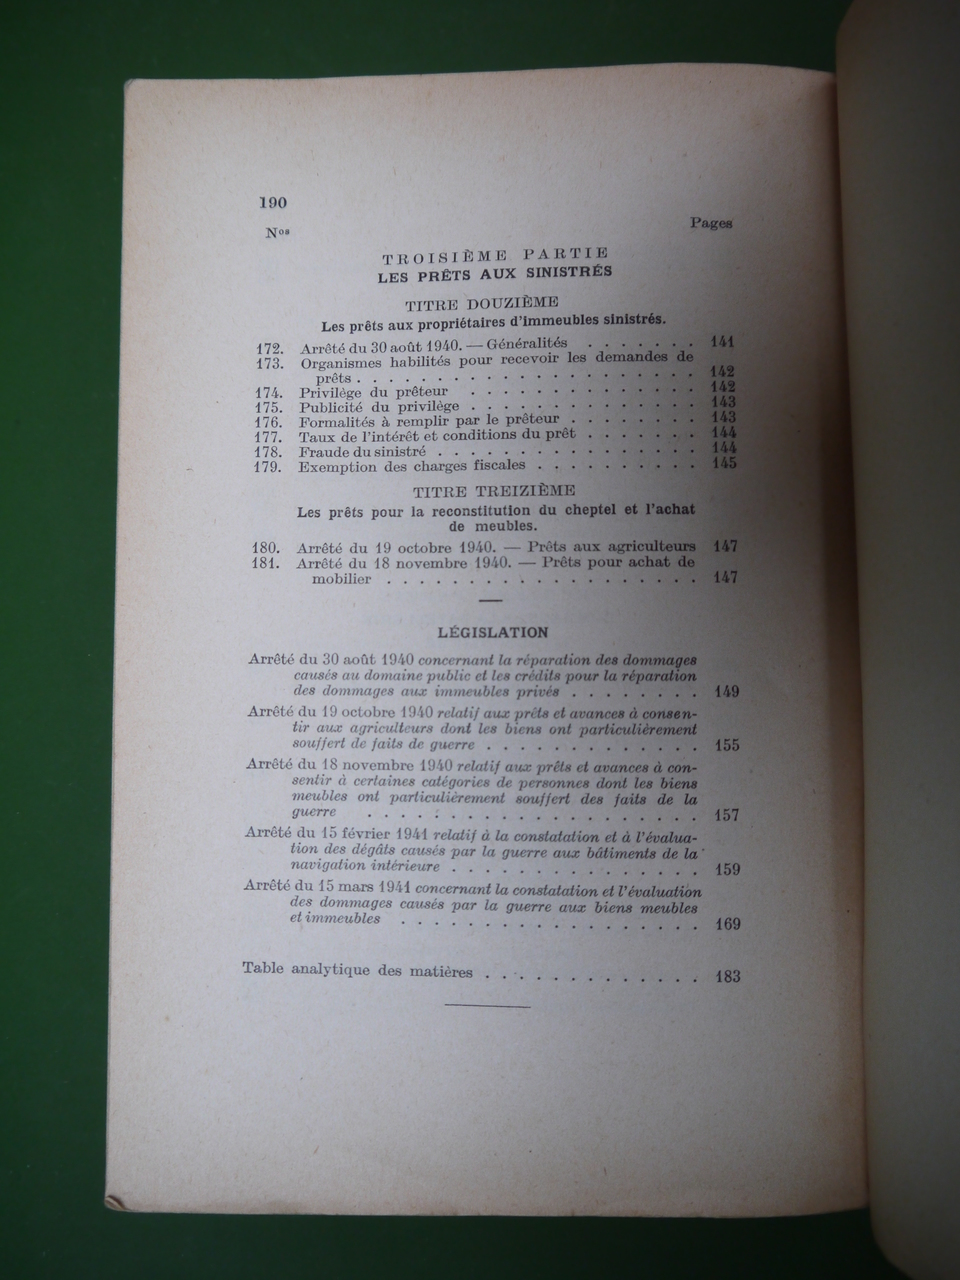 190
Nos Pages
TROISIÈME PARTIE
LES PRÊTS AUX SINISTRÉS
TITRE DOUZIÈME
Les prêts aux propriétaires d'immeubles sinistrés.
172. Arrêté du 30 août 1940. — Généralités . . . . . . . 141
173. Organismes habilités pour recevoir les demandes de
prêts . . . . . . . . . . . . . . . . . . . . . 142
174. Privilège du prêteur . . . . . . . . . . . . . . 142
175. Publicité du privilège . . . . . . . . . . . . . . 143
176. Formalités à remplir par le prêteur . . . . . . . . 143
177. Taux de l'intérêt et conditions du prêt . . . . . . . 144
178. Fraude du sinistré . . . . . . . . . . . . . . . . 144
179. Exemption des charges fiscales . . . . . . . . . . 145
TITRE TREIZIÈME
Les prêts pour la reconstitution du cheptel et l'achat
de meubles.
180. Arrêté du 19 octobre 1940. — Prêts aux agriculteurs 147
181. Arrêté du 18 novembre 1940. — Prêts pour achat de
mobilier . . . . . . . . . . . . . . . . . . . 147
LÉGISLATION
Arrêté du 30 août 1940 concernant la réparation des dommages
causés au domaine public et les crédits pour la réparation
des dommages aux immeubles privés . . . . . . . . 149
Arrêté du 19 octobre 1940 relatif aux prêts et avances à consen-
tir aux agriculteurs dont les biens ont particulièrement
souffert de faits de guerre . . . . . . . . . . . . . 155
Arrêté du 18 novembre 1940 relatif aux prêts et avances à con-
sentir à certaines catégories de personnes dont les biens
meubles ont particulièrement souffert des faits de la
guerre . . . . . . . . . . . . . . . . . . . . 157
Arrêté du 15 février 1941 relatif à la constatation et à l'évalua-
tion des dégâts causés par la guerre aux bâtiments de la
navigation intérieure . . . . . . . . . . . . . . . 159
Arrêté du 15 mars 1941 concernant la constatation et l'évaluation
des dommages causés par la guerre aux biens meubles
et immeubles . . . . . . . . . . . . . . . . . . 169
Table analytique des matières . . . . . . . . . . . . . 183